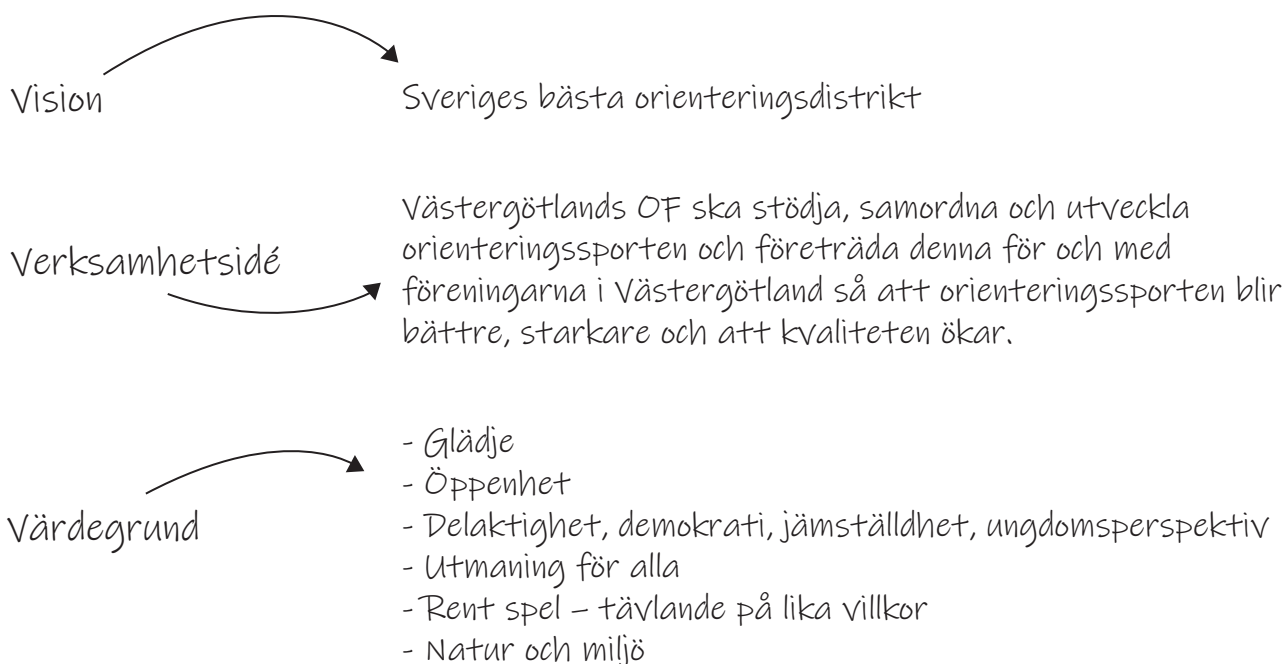 Vision
Sveriges bästa orienteringsdistrikt
Verksamhetsidé
Västergötlands OF ska stödja, samordna och utveckla
orienteringssporten och företräda denna för och med
föreningarna i Västergötland så att orienteringssporten blir
bättre, starkare och att kvaliteten ökar.
Värdegrund
- Glädje
- Öppenhet
- Delaktighet, demokrati, jämställdhet, ungdomsperspektiv
- Utmaning för alla
- Rent spel – tävlande på lika villkor
- Natur och miljö